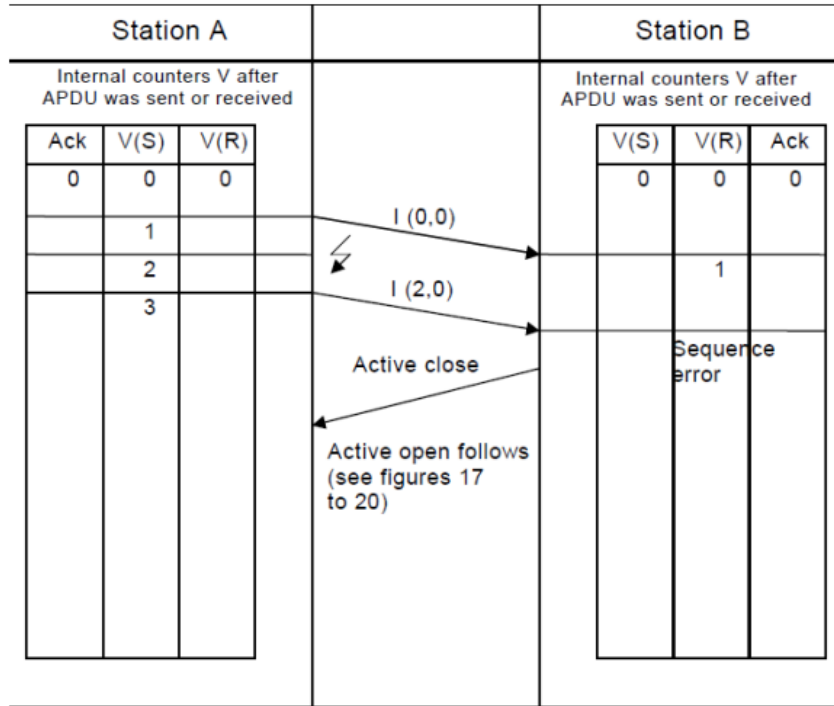 Station A
Station B
Internal counters V after
APDU was sent or received
Internal counters V after
APDU was sent or received
Ack V(S) V(R)
V(S) V(R) Ack
0 0 0
0 0 0
I (0,0)
1
1
2
I (2,0)
3
Sequence
error
Active close
Active open follows
(see figures 17
to 20)